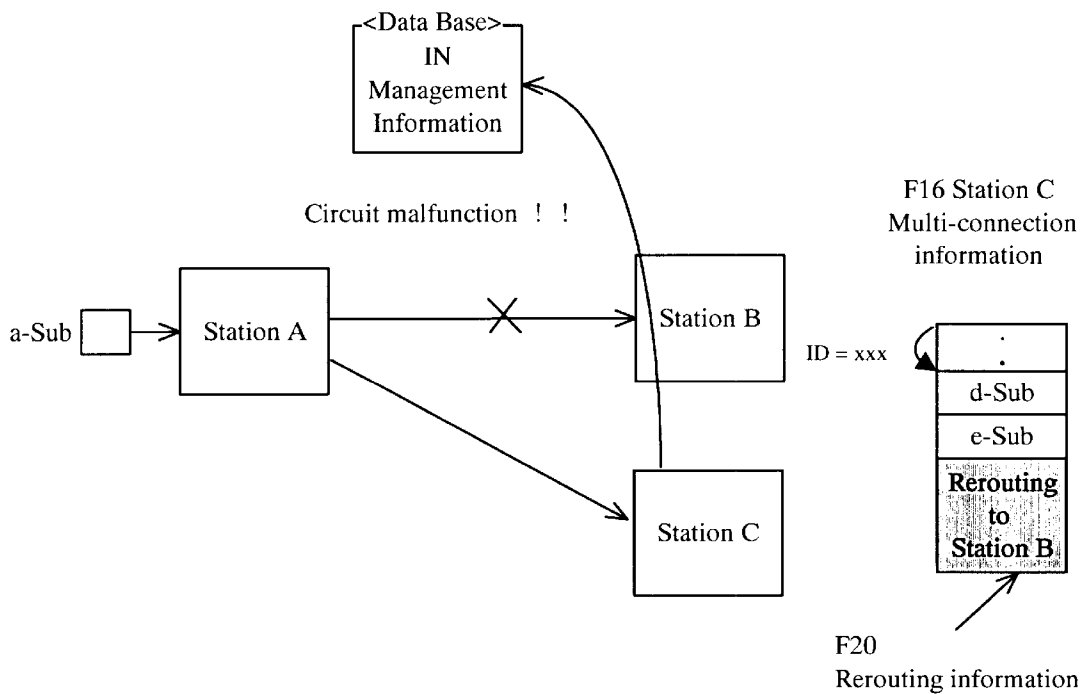 <Data Base>
IN
Management
Information
Circuit malfunction ! !
F16 Station C
Multi-connection
information
a-Sub
Station A
Station B
ID = xxx
.
.
d-Sub
e-Sub
Rerouting
to
Station B
Station C
F20
Rerouting information